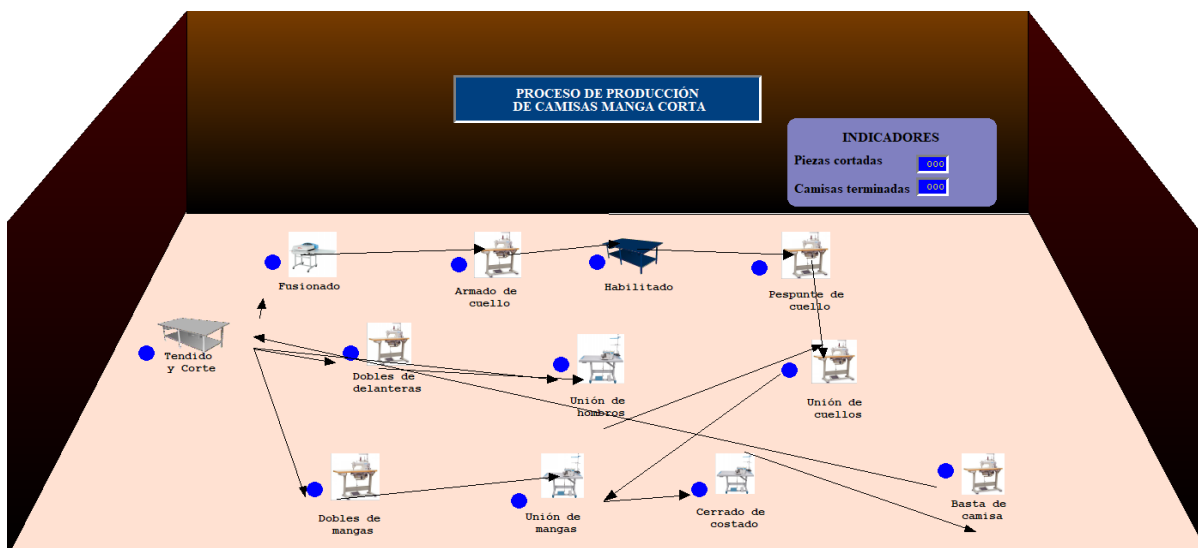 PROCESO DE PRODUCCIÓN
DE CAMISAS MANGA CORTA
INDICADORES
Piezas cortadas 000
Camisas terminadas 000
Fusionado
Armado de
cuello
Habilitado
Pespunte de
cuello
Tendido
y Corte
Dobles de
delanteras
Unión de
hombros
Unión de
cuellos
Dobles de
mangas
Unión de
mangas
Cerrado de
costado
Basta de
camisa